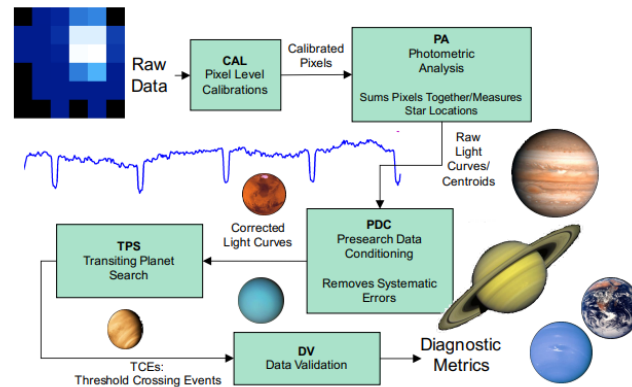 Raw
Data
CAL
Pixel Level
Calibrations
Calibrated
Pixels
PA
Photometric
Analysis
Sums Pixels Together/Measures
Star Locations
Raw
Light
Curves/
Centroids
PDC
Presearch Data
Conditioning
Removes Systematic
Errors
Corrected
Light Curves
TPS
Transiting Planet
Search
TCEs:
Threshold Crossing Events
DV
Data Validation
Diagnostic
Metrics